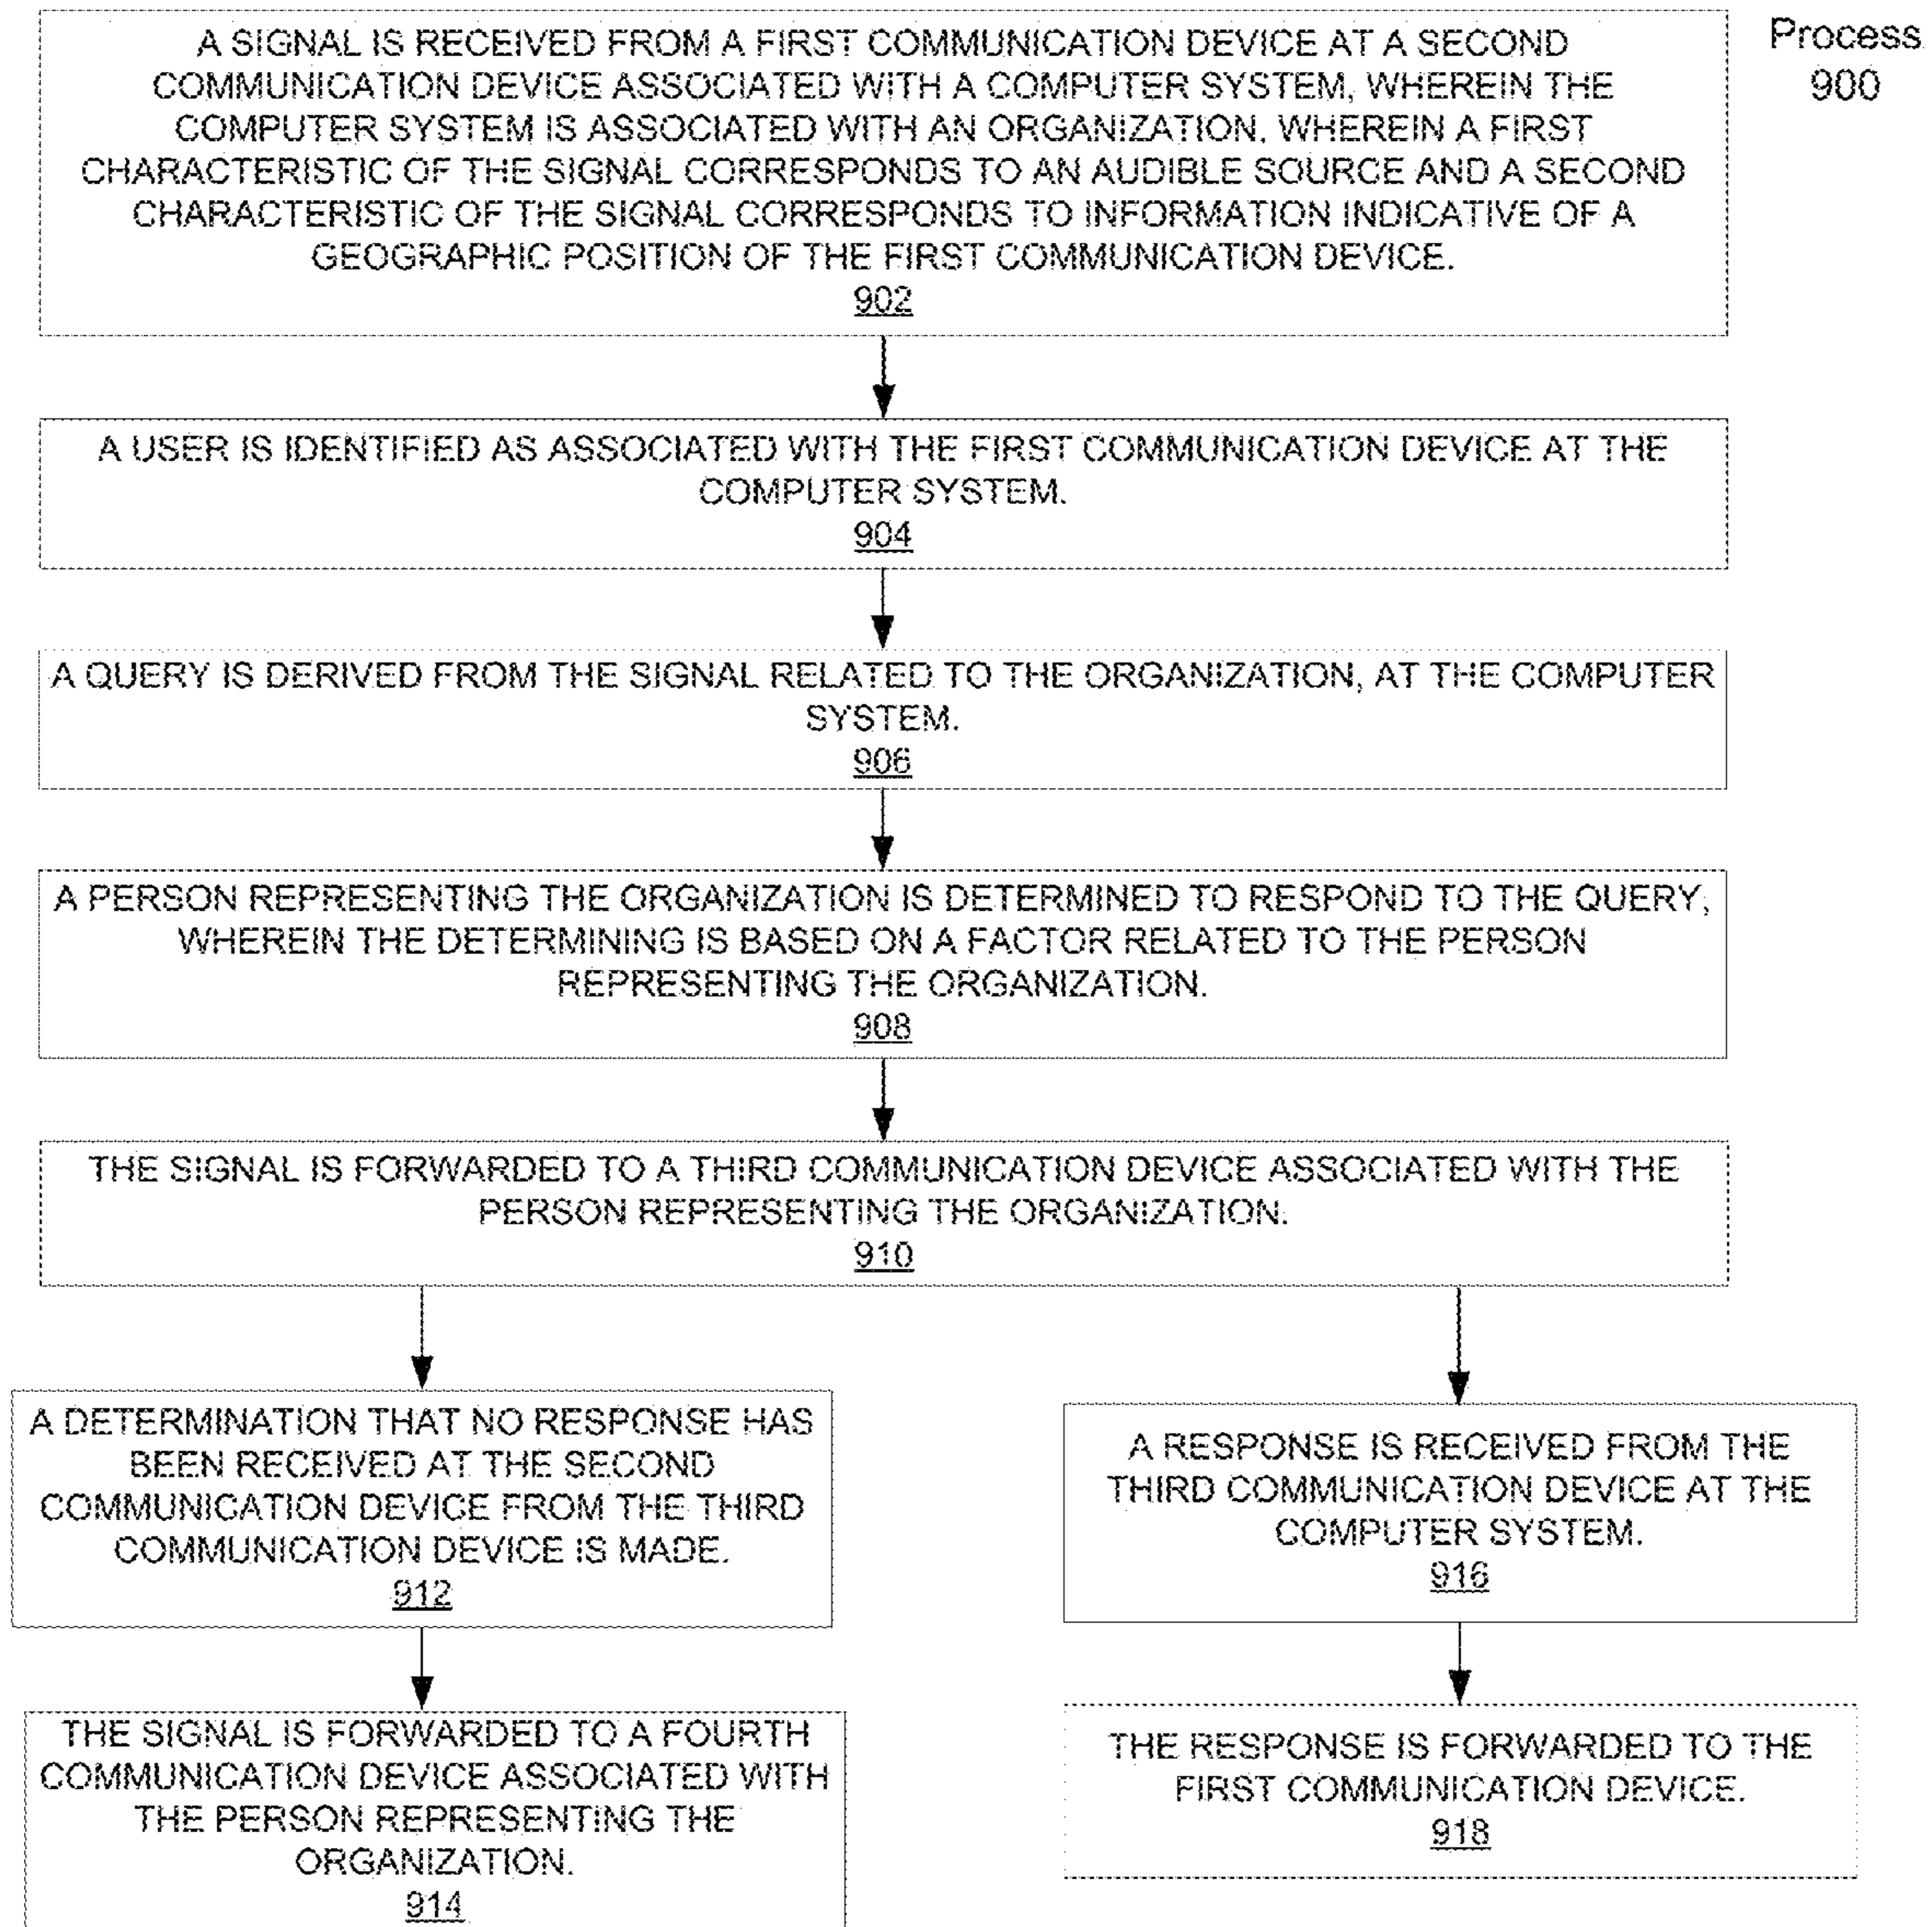 Process
900
A SIGNAL IS RECEIVED FROM A FIRST COMMUNICATION DEVICE AT A SECOND
COMMUNICATION DEVICE ASSOCIATED WITH A COMPUTER SYSTEM, WHEREIN THE
COMPUTER SYSTEM IS ASSOCIATED WITH AN ORGANIZATION, WHEREIN A FIRST
CHARACTERISTIC OF THE SIGNAL CORRESPONDS TO AN AUDIBLE SOURCE AND A SECOND
CHARACTERISTIC OF THE SIGNAL CORRESPONDS TO INFORMATION INDICATIVE OF A
GEOGRAPHIC POSITION OF THE FIRST COMMUNICATION DEVICE.
902
A USER IS IDENTIFIED AS ASSOCIATED WITH THE FIRST COMMUNICATION DEVICE AT THE
COMPUTER SYSTEM.
904
A QUERY IS DERIVED FROM THE SIGNAL RELATED TO THE ORGANIZATION, AT THE COMPUTER
SYSTEM.
906
A PERSON REPRESENTING THE ORGANIZATION IS DETERMINED TO RESPOND TO THE QUERY,
WHEREIN THE DETERMINING IS BASED ON A FACTOR RELATED TO THE PERSON
REPRESENTING THE ORGANIZATION.
908
THE SIGNAL IS FORWARDED TO A THIRD COMMUNICATION DEVICE ASSOCIATED WITH THE
PERSON REPRESENTING THE ORGANIZATION.
910
A DETERMINATION THAT NO RESPONSE HAS
BEEN RECEIVED AT THE SECOND
COMMUNICATION DEVICE FROM THE THIRD
COMMUNICATION DEVICE IS MADE.
912
THE SIGNAL IS FORWARDED TO A FOURTH
COMMUNICATION DEVICE ASSOCIATED WITH
THE PERSON REPRESENTING THE
ORGANIZATION.
914
A RESPONSE IS RECEIVED FROM THE
THIRD COMMUNICATION DEVICE AT THE
COMPUTER SYSTEM.
916
THE RESPONSE IS FORWARDED TO THE
FIRST COMMUNICATION DEVICE.
918